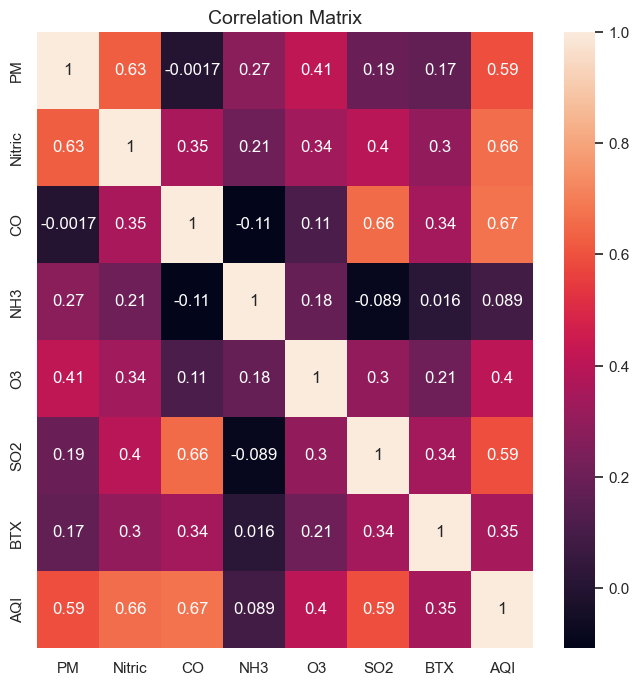 Correlation Matrix
PM 1 0.63 -0.0017 0.27 0.41 0.19 0.17 0.59
Nitric 0.63 1 0.35 0.21 0.34 0.4 0.3 0.66
CO -0.0017 0.35 1 -0.11 0.11 0.66 0.34 0.67
NH3 0.27 0.21 -0.11 1 0.18 -0.089 0.016 0.089
O3 0.41 0.34 0.11 0.18 1 0.3 0.21 0.4
SO2 0.19 0.4 0.66 -0.089 0.3 1 0.34 0.59
BTX 0.17 0.3 0.34 0.016 0.21 0.34 1 0.35
AQI 0.59 0.66 0.67 0.089 0.4 0.59 0.35 1
PM Nitric CO NH3 O3 SO2 BTX AQI
1.0
0.8
0.6
0.4
0.2
0.0